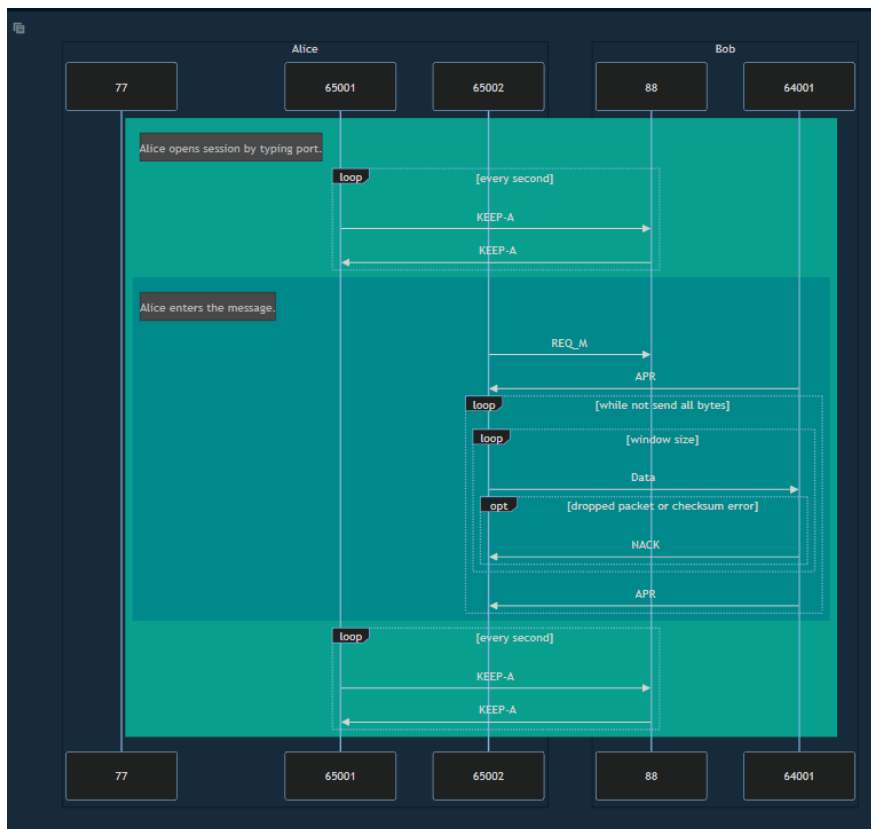 Alice
Bob
77
65001
65002
88
64001
Alice opens session by typing port.
loop
[every second]
KEEP-A
KEEP-A
Alice enters the message.
REQ_M
APR
loop
[while not send all bytes]
loop
[window size]
Data
opt
[dropped packet or checksum error]
NACK
APR
loop
[every second]
KEEP-A
KEEP-A
77
65001
65002
88
64001